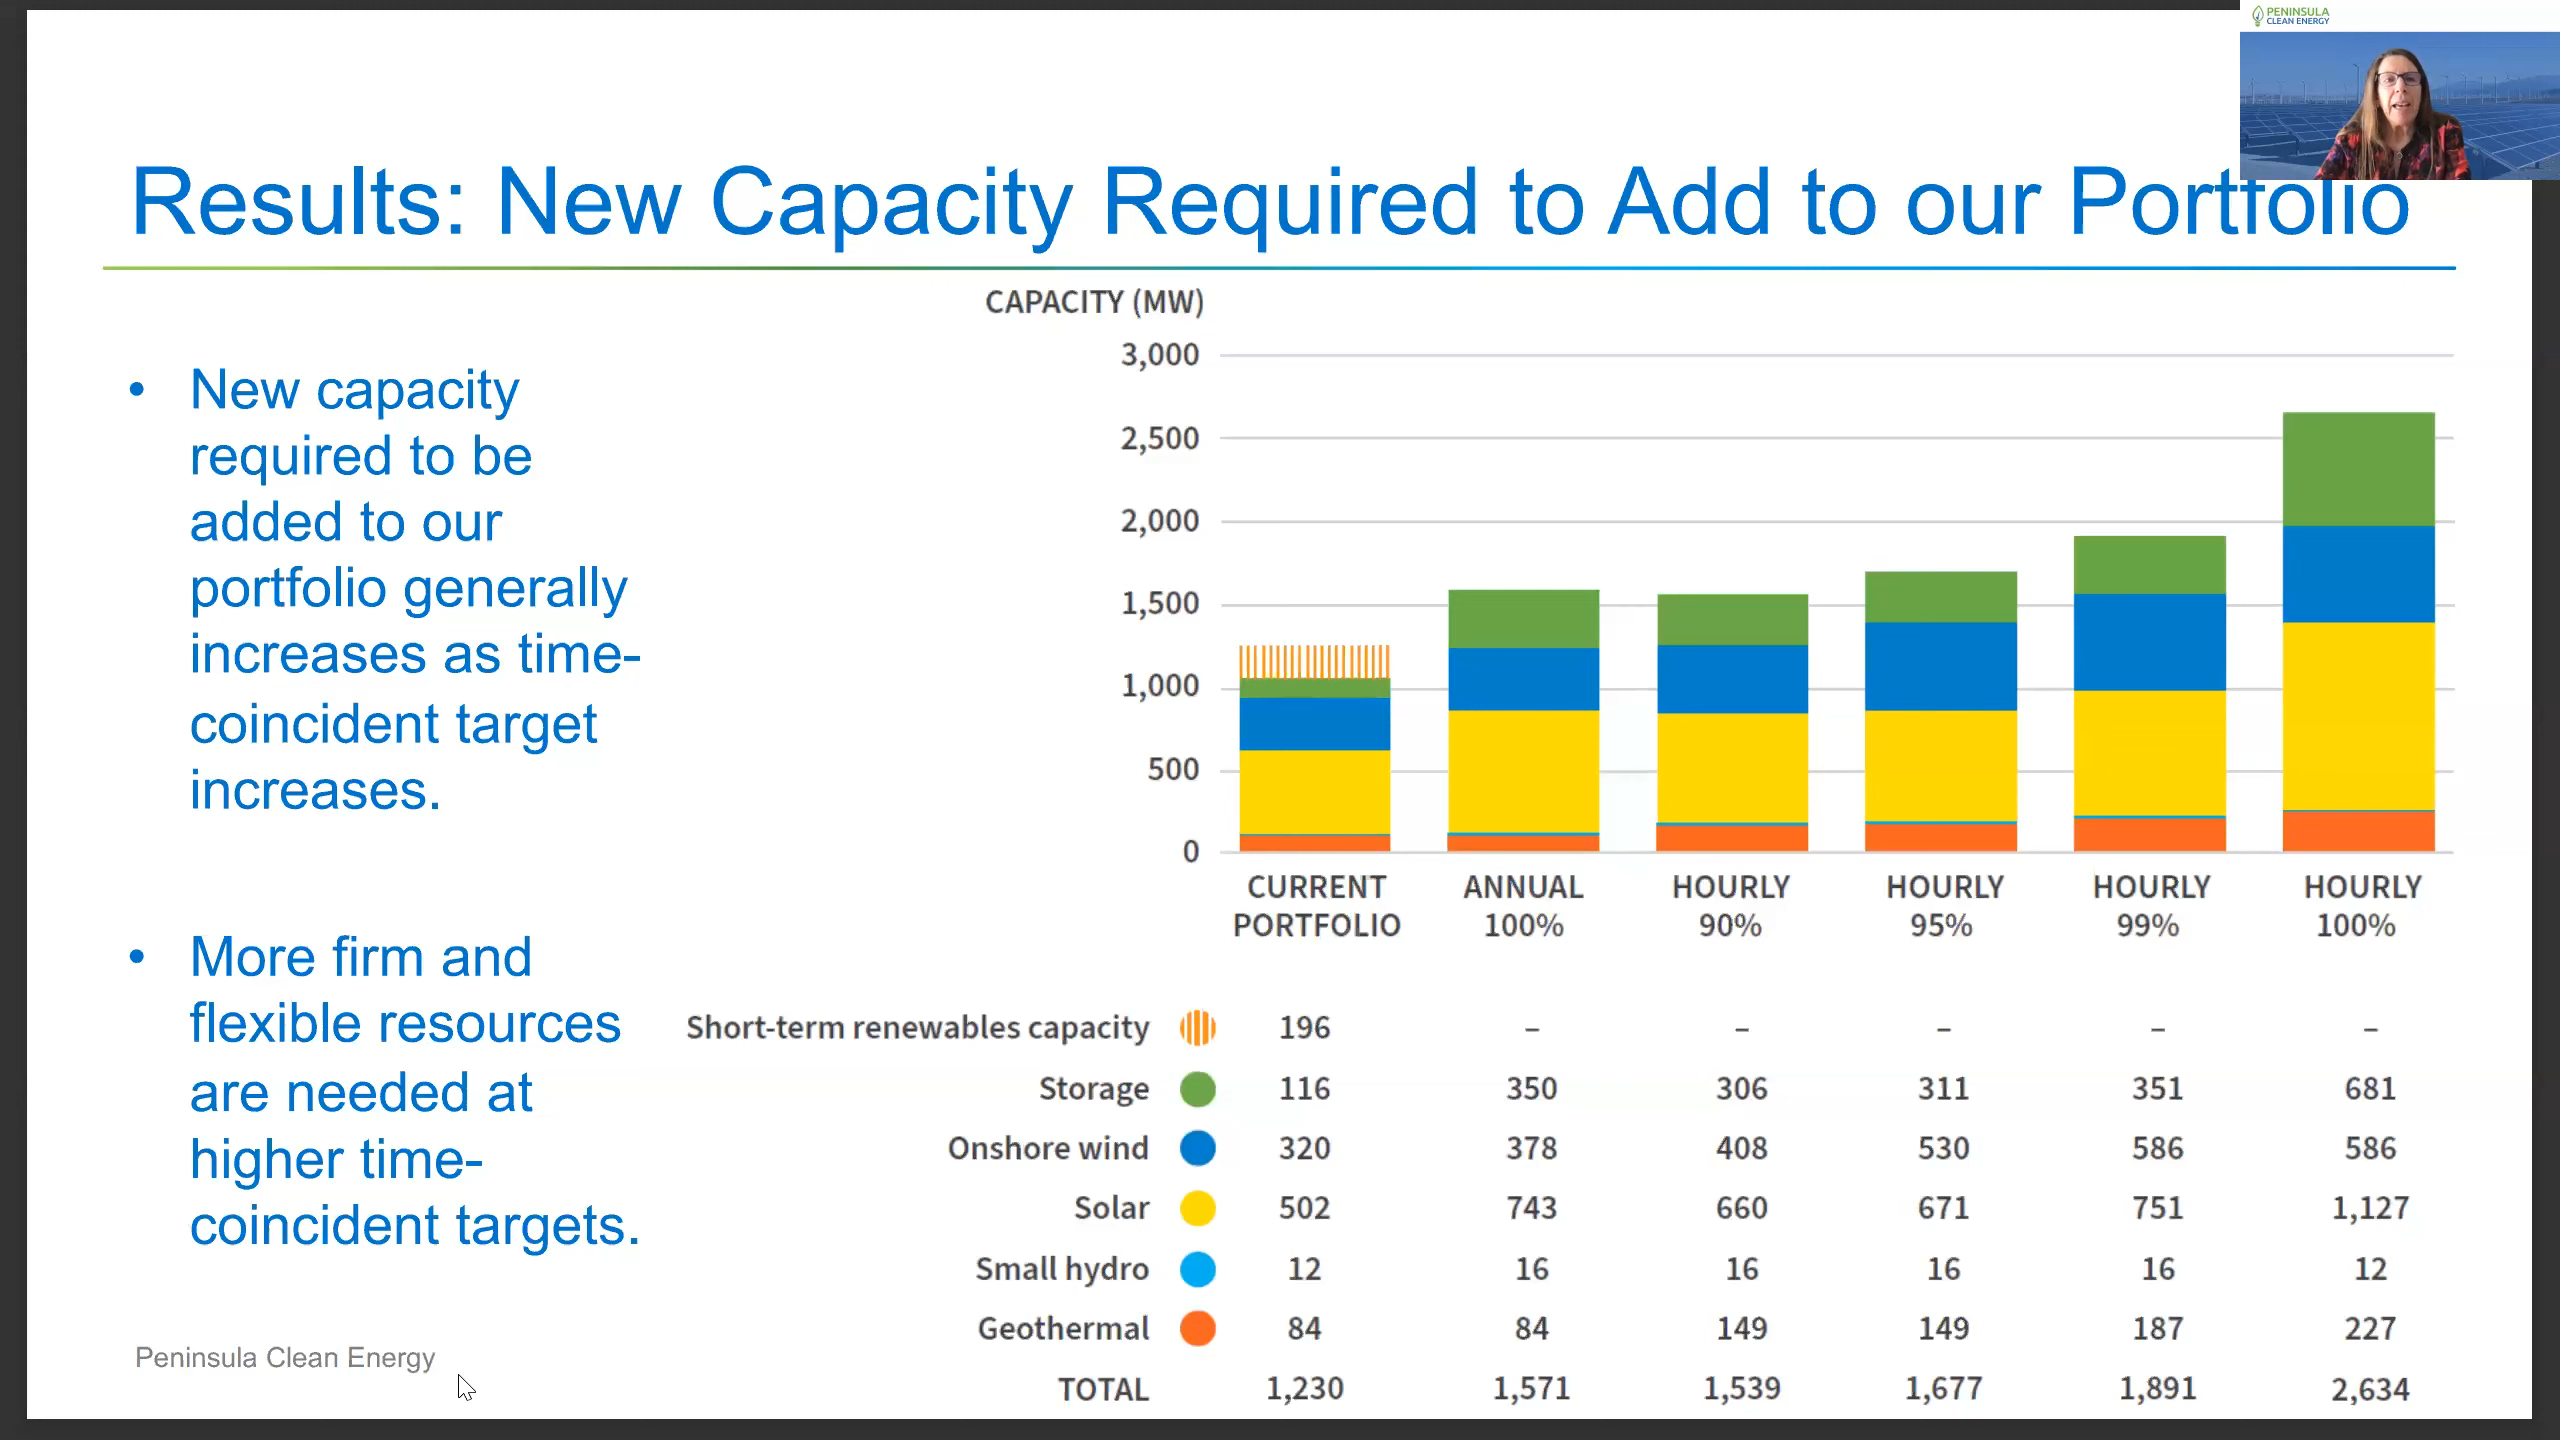 PENINSULA
CLEAN ENERGY
Results: New Capacity Required to Add to our Portfolio
• New capacity
required to be
added to our
portfolio generally
increases as time-
coincident target
increases.
• More firm and
flexible resources
are needed at
higher time-
coincident targets.
Peninsula Clean Energy
CAPACITY (MW)
3,000
2,500
2,000
1,500
1,000
500
0
CURRENT PORTFOLIO
ANNUAL 100%
HOURLY 90%
HOURLY 95%
HOURLY 99%
HOURLY 100%
Short-term renewables capacity 196 – – – – –
Storage 116 350 306 311 351 681
Onshore wind 320 378 408 530 586 586
Solar 502 743 660 671 751 1,127
Small hydro 12 16 16 16 16 12
Geothermal 84 84 149 149 187 227
TOTAL 1,230 1,571 1,539 1,677 1,891 2,634